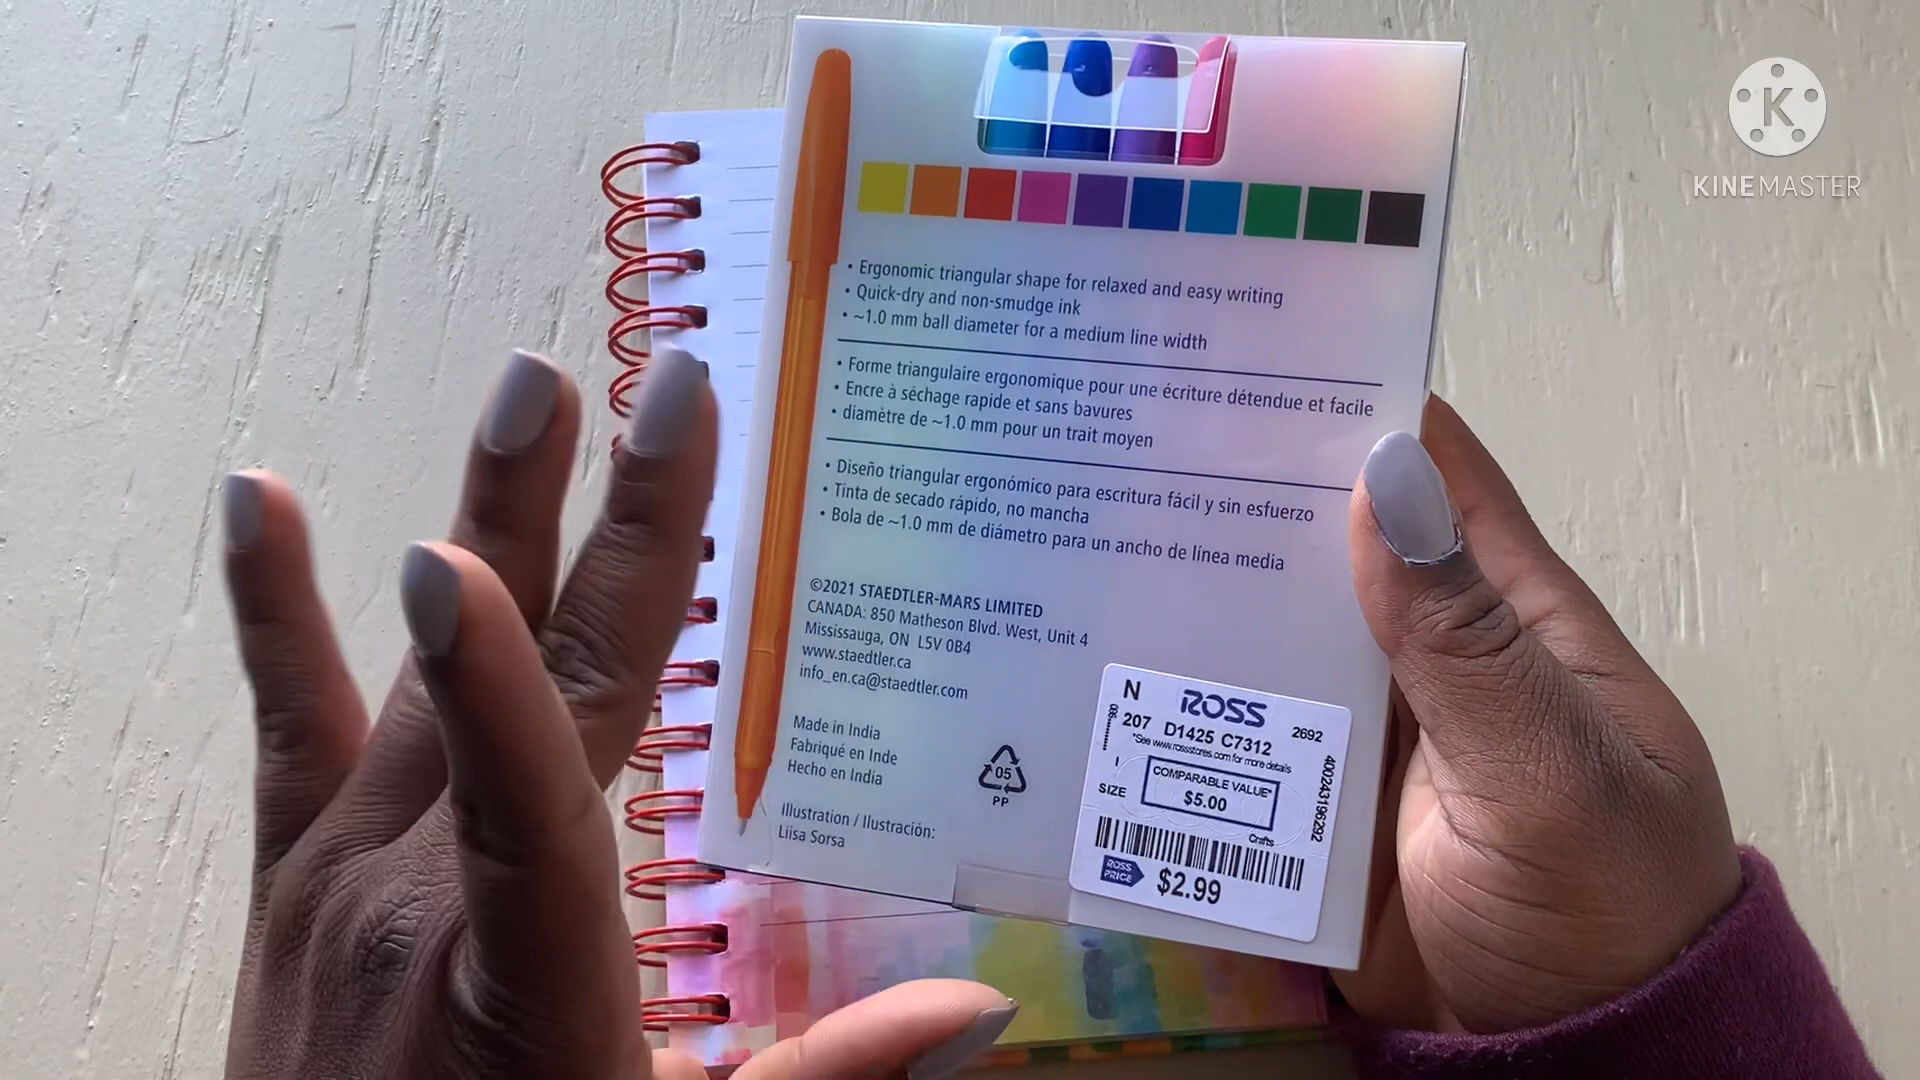 K
KINEMASTER
• Ergonomic triangular shape for relaxed and easy writing
• Quick-dry and non-smudge ink
• ~1.0 mm ball diameter for a medium line width
• Forme triangulaire ergonomique pour une écriture détendue et facile
• Encre à séchage rapide et sans bavures
• diamètre de ~1.0 mm pour un trait moyen
• Diseño triangular ergonómico para escritura fácil y sin esfuerzo
• Tinta de secado rápido, no mancha
• Bola de ~1.0 mm de diámetro para un ancho de línea media
©2021 STAEDTLER-MARS LIMITED
CANADA: 850 Matheson Blvd. West, Unit 4
Mississauga, ON L5V 0B4
www.staedtler.ca
info_en.ca@staedtler.com
Made in India
Fabriqué en Inde
Hecho en India
05
PP
Illustration / Ilustración:
Liisa Sorsa
N ROSS 2692
207 D1425 C7312
*See www.rossstores.com for more details
I
SIZE
COMPARABLE VALUE*
$5.00
Crafts
400243196292
ROSS
PRICE
$2.99